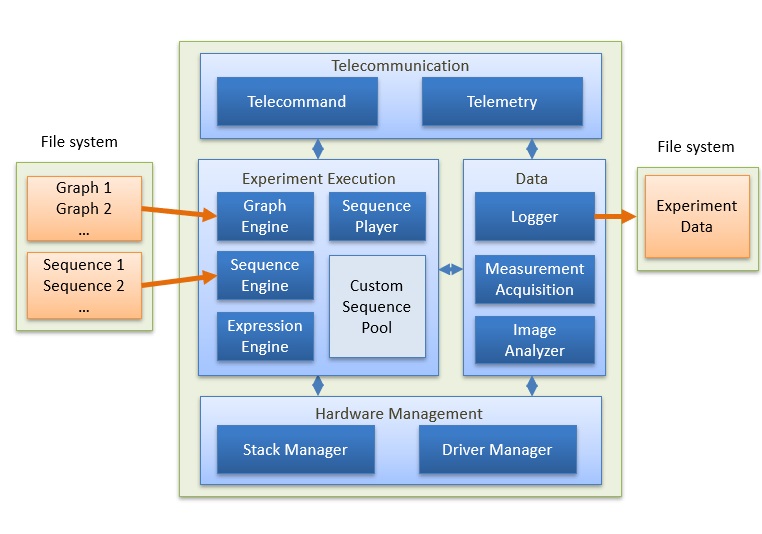 Telecommunication
Telecommand
Telemetry
File system
Graph 1
Graph 2
...
Sequence 1
Sequence 2
...
Experiment Execution
Graph
Engine
Sequence
Player
Sequence
Engine
Custom
Sequence
Pool
Expression
Engine
Data
Logger
Measurement
Acquisition
Image
Analyzer
File system
Experiment
Data
Hardware Management
Stack Manager
Driver Manager